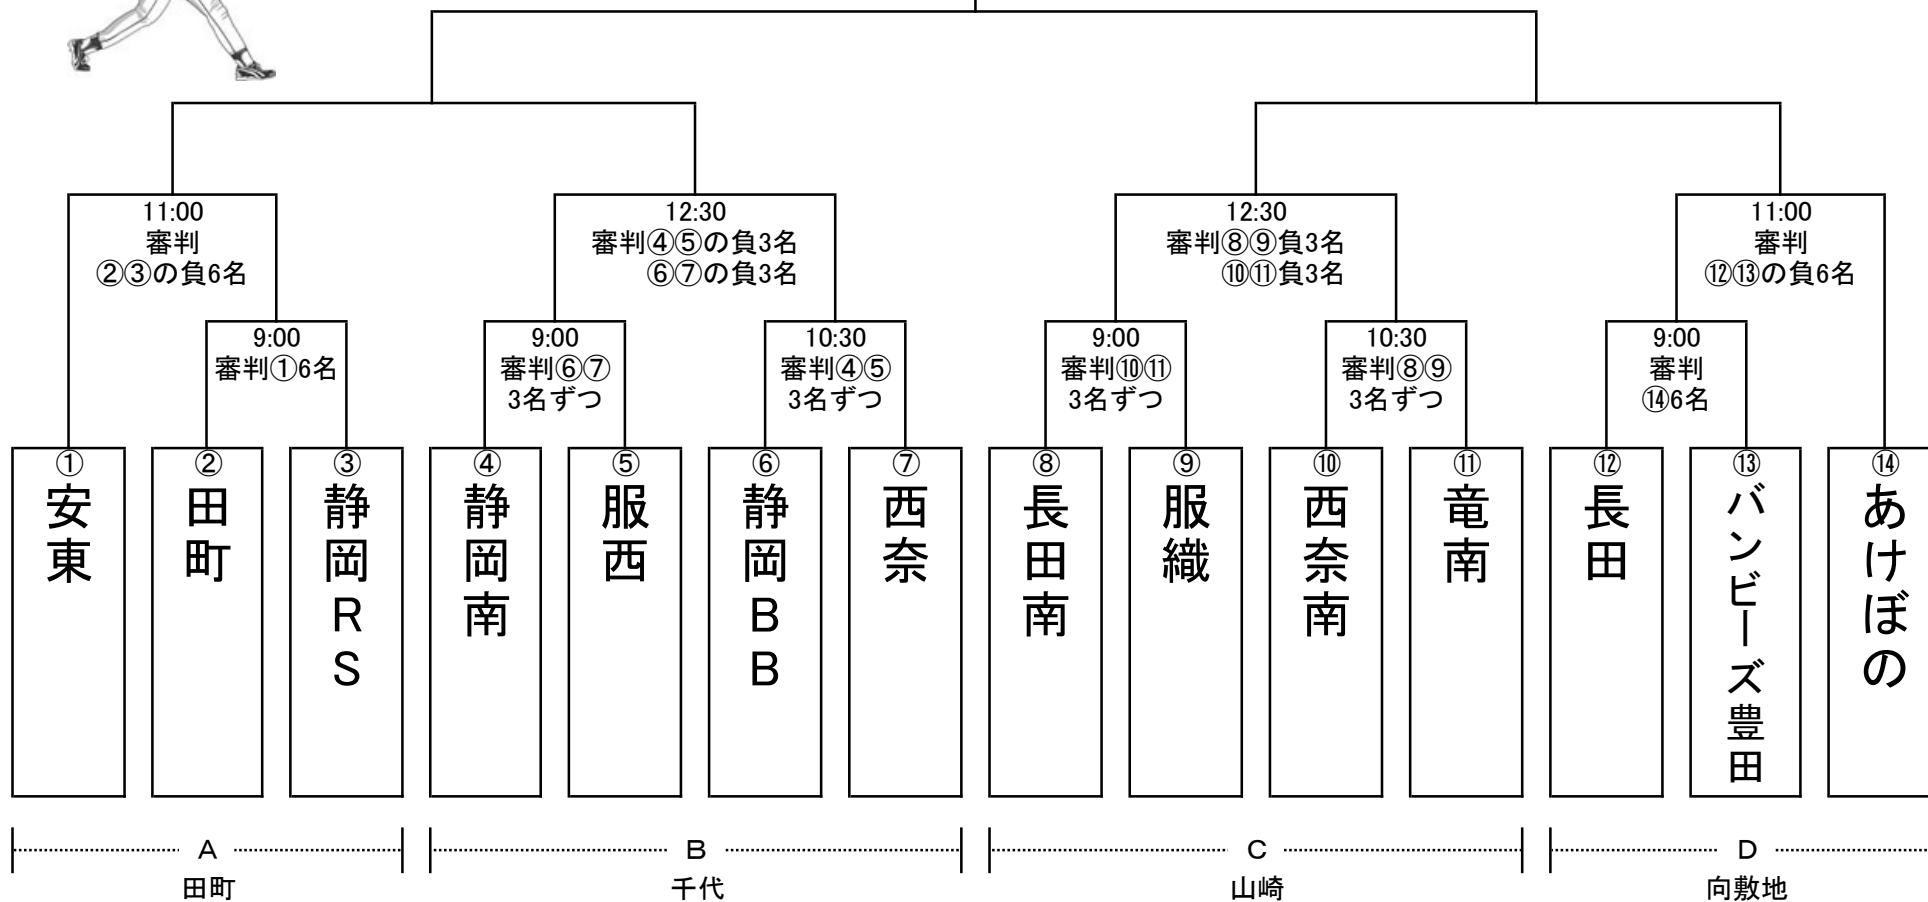 11:00
審判
②③の負6名
12:30
審判④⑤の負3名
⑥⑦の負3名
12:30
審判⑧⑨負3名
⑩⑪負3名
11:00
審判
⑫⑬の負6名
9:00
審判①6名
9:00
審判⑥⑦
3名ずつ
10:30
審判④⑤
3名ずつ
9:00
審判⑩⑪
3名ずつ
10:30
審判⑧⑨
3名ずつ
9:00
審判
⑭6名
①
安東
②
田町
③
静岡RS
④
静岡南
⑤
服西
⑥
静岡BB
⑦
西奈
⑧
長田南
⑨
服織
⑩
西奈南
⑪
竜南
⑫
長田
⑬
バンビーズ豊田
⑭
あけぼの
A
田町
B
千代
C
山崎
D
向敷地